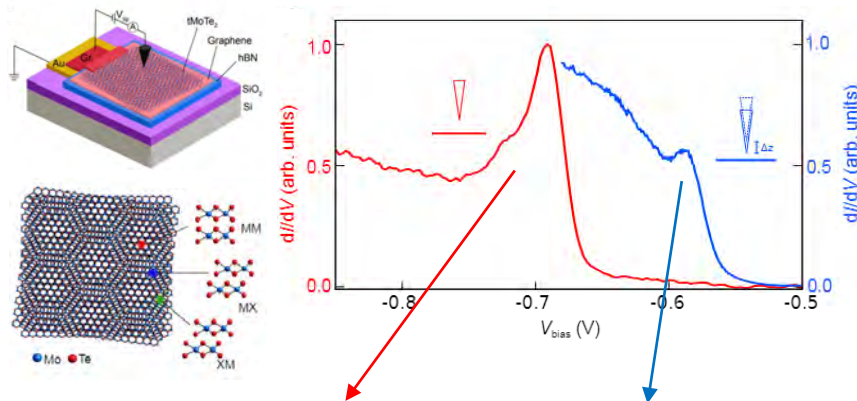 V_bias
A
tMoTe₂
Graphene
hBN
Au
Gr
SiO₂
Si
MM
MX
XM
Mo Te
dI/dV (arb. units)
1.0
0.5
0.0
-0.8 -0.7 -0.6 -0.5
V_bias (V)
Δz
1.0
0.5
0.0
dI/dV (arb. units)